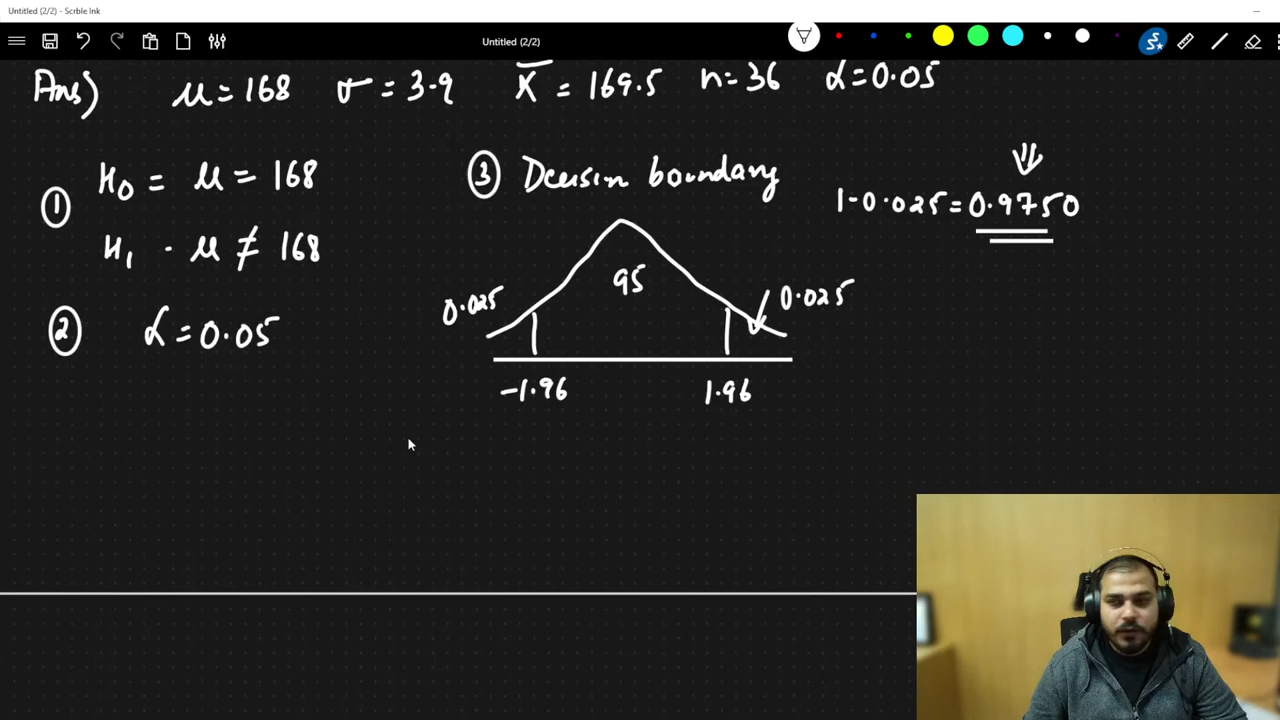 Untitled (2/2) - Scrble Ink
Untitled (2/2)
Ans) μ = 168 σ = 3.9 X̅ = 169.5 n = 36 α = 0.05
① H₀ = μ = 168
H₁ · μ ≠ 168
② α = 0.05
③ Decisin boundary
1-0.025 = 0.9750
95
0.025
0.025
-1.96
1.96